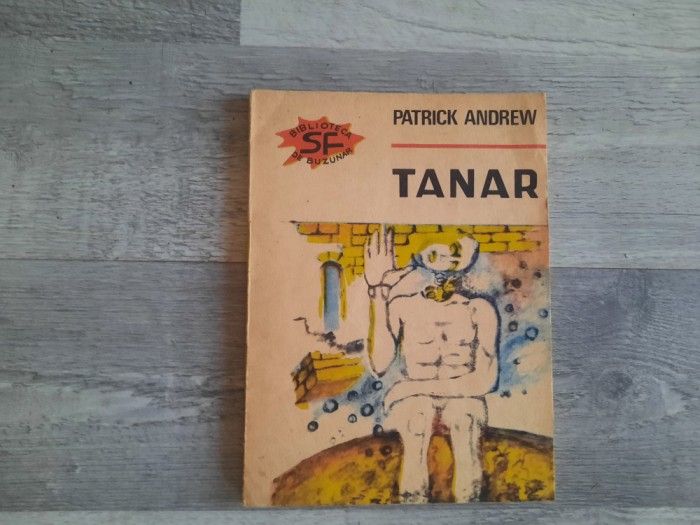 BIBLIOTECA
SF
DE BUZUNAR
PATRICK ANDREW
TANAR